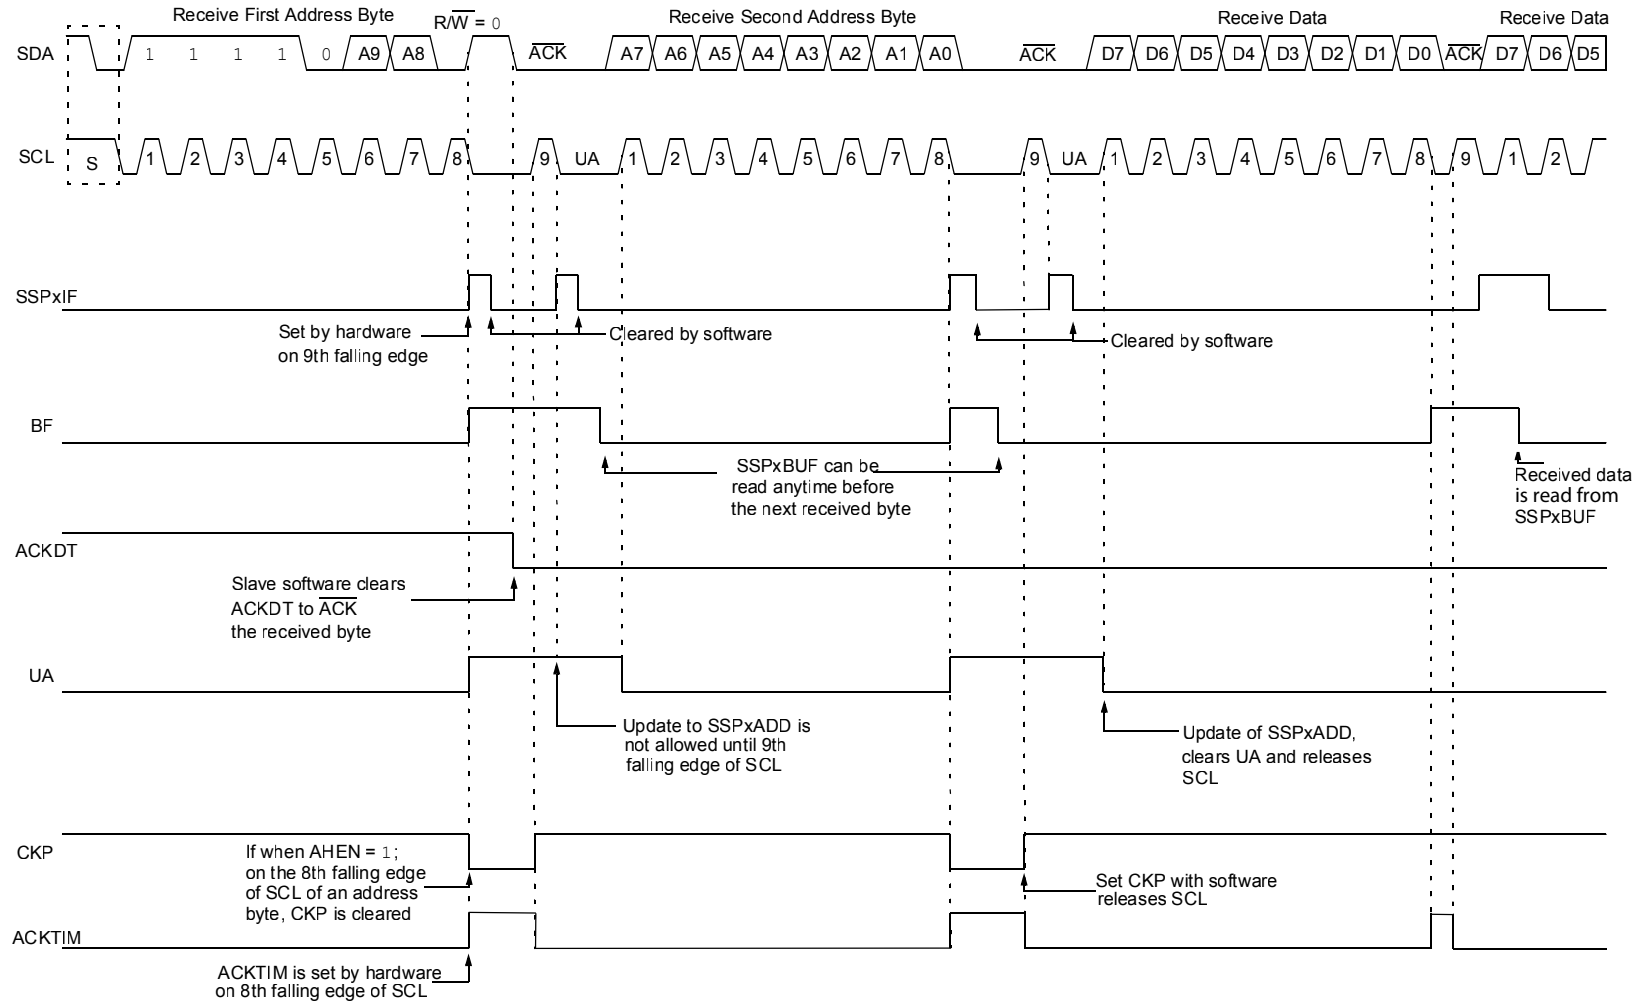 Receive First Address Byte
R/W = 0
Receive Second Address Byte
Receive Data
Receive Data
SDA
1 1 1 1 0 A9 A8
ACK
A7 A6 A5 A4 A3 A2 A1 A0
ACK
D7 D6 D5 D4 D3 D2 D1 D0
ACK
D7 D6 D5
SCL
S
1 2 3 4 5 6 7 8 9 UA 1 2 3 4 5 6 7 8 9 UA 1 2 3 4 5 6 7 8 9 1 2
SSPxIF
Set by hardware
on 9th falling edge
Cleared by software
Cleared by software
BF
SSPxBUF can be
read anytime before
the next received byte
Received data
is read from
SSPxBUF
ACKDT
Slave software clears
ACKDT to ACK
the received byte
UA
Update to SSPxADD is
not allowed until 9th
falling edge of SCL
Update of SSPxADD,
clears UA and releases
SCL
CKP
If when AHEN = 1;
on the 8th falling edge
of SCL of an address
byte, CKP is cleared
Set CKP with software
releases SCL
ACKTIM
ACKTIM is set by hardware
on 8th falling edge of SCL